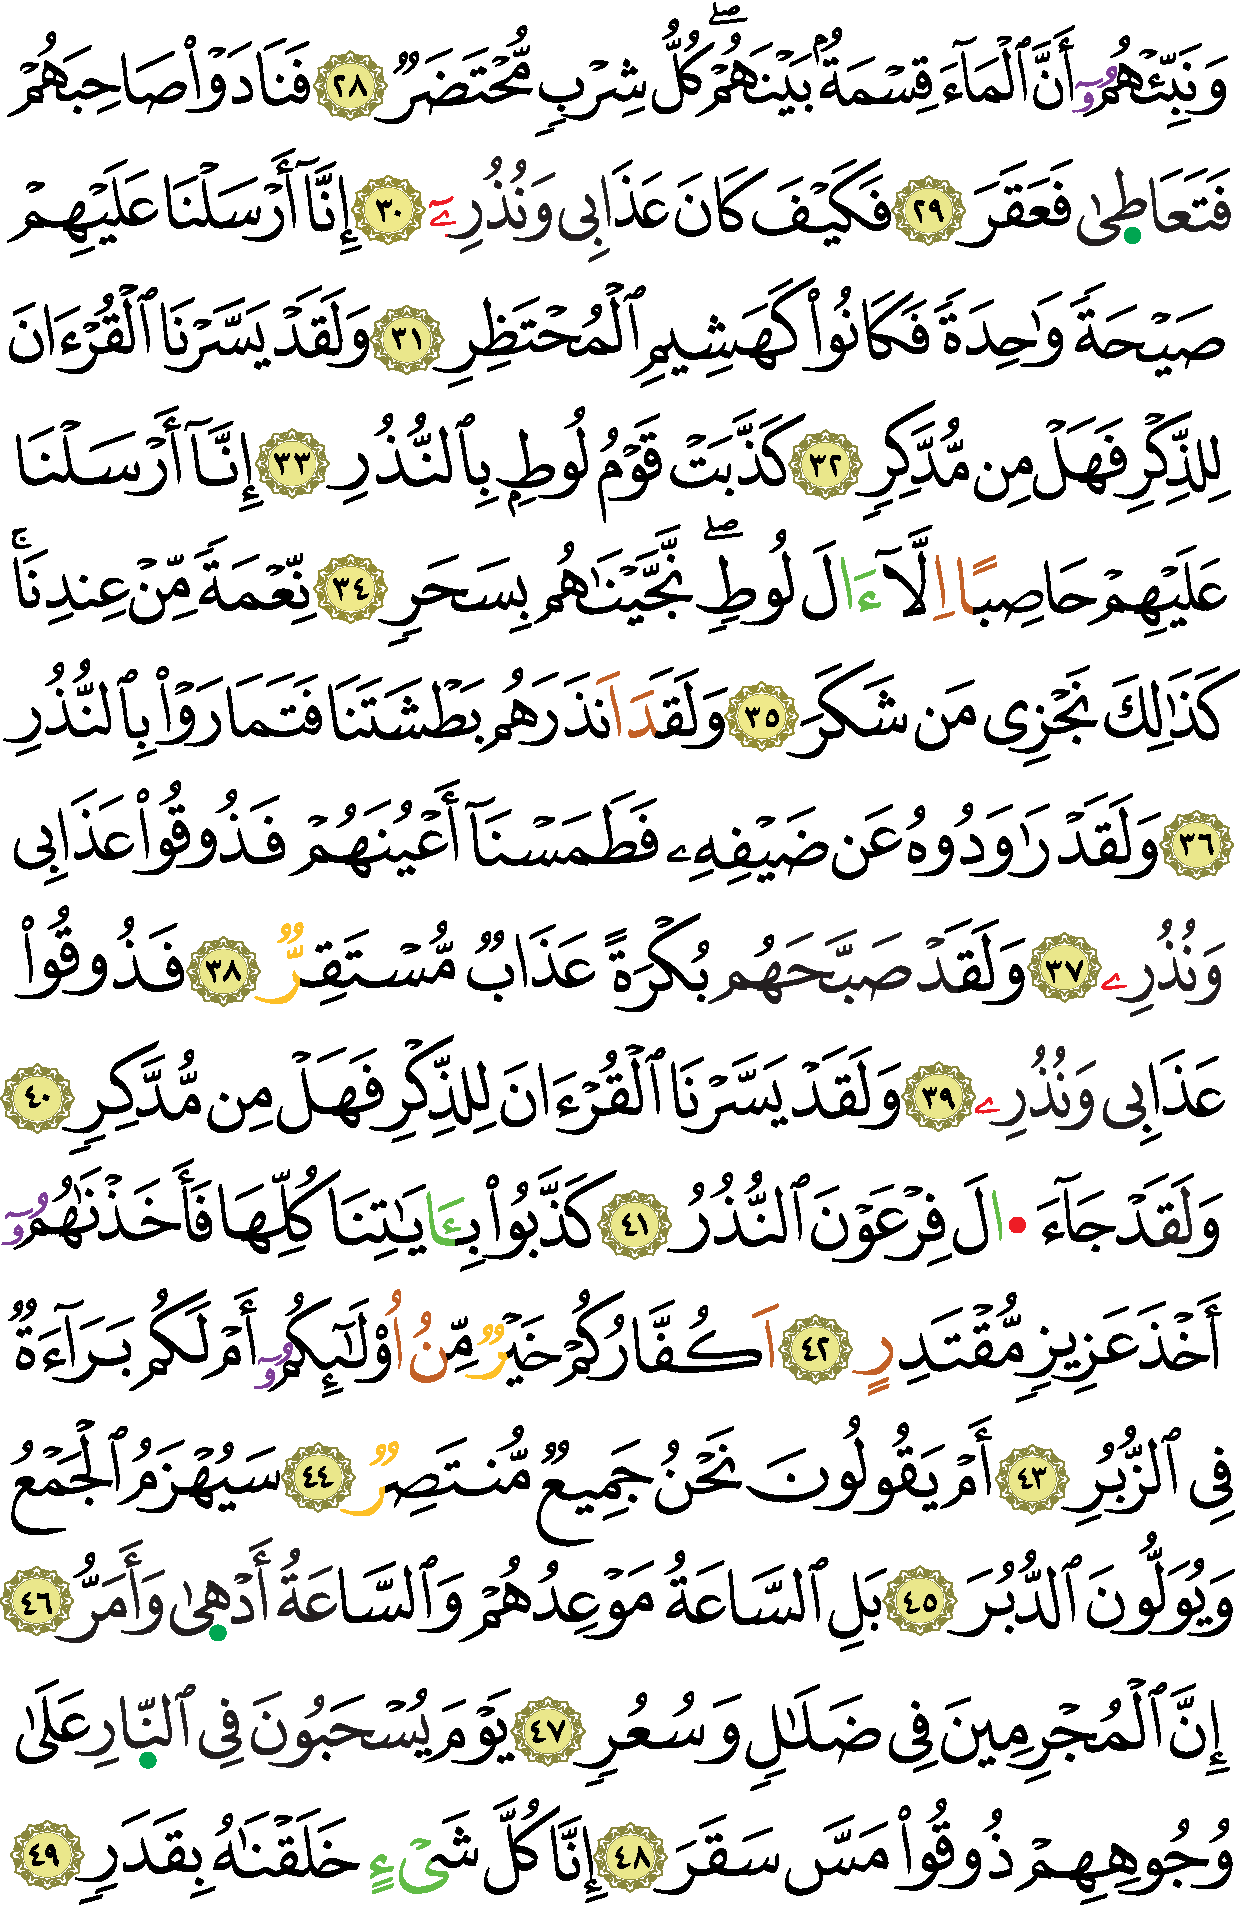 وَنَبِّئْهُمُۥٓ أَنَّ ٱلْمَآءَ قِسْمَةُۢ بَيْنَهُمْۖ كُلُّ شِرْبٍ مُّحْتَضَرٌ ٢٨ فَنَادَوْاْ صَاحِبَهُمْ
فَتَعَاطٜىٰ فَعَقَرَ ٢٩ فَكَيْفَ كَانَ عَذَابِى وَنُذُرِۦٓ ٣٠ إِنَّآ أَرْسَلْنَا عَلَيْهِمْ
صَيْحَةً وَٰحِدَةً فَكَانُواْ كَهَشِيمِ ٱلْمُحْتَظِرِ ٣١ وَلَقَدْ يَسَّرْنَا ٱلْقُرْءَانَ
لِلذِّكْرِ فَهَلْ مِن مُّدَّكِرٍ ٣٢ كَذَّبَتْ قَوْمُ لُوطِۭ بِالنُّذُرِ ٣٣ إِنَّآ أَرْسَلْنَا
عَلَيْهِمْ حَاصِبًا اِلَّآ ءَالَ لُوطٍۖ نَّجَّيْنَٰهُم بِسَحَرٍ ٣٤ نِّعْمَةً مِّنْ عِندِنَاۚ
كَذَٰلِكَ نَجْزِى مَن شَكَرَ ٣٥ وَلَقَدَ اَنذَرَهُم بَطْشَتَنَا فَتَمَارَوْاْ بِالنُّذُرِ
٣٦ وَلَقَدْ رَٰوَدُوهُ عَن ضَيْفِهِۦ فَطَمَسْنَآ أَعْيُنَهُمْ فَذُوقُواْ عَذَابِى
وَنُذُرِۦ ٣٧ وَلَقَدْ صَبَّحَهُم بُكْرَةً عَذَابٌ مُّسْتَقِرٌّ ٣٨ فَذُوقُواْ
عَذَابِى وَنُذُرِۦ ٣٩ وَلَقَدْ يَسَّرْنَا ٱلْقُرْءَانَ لِلذِّكْرِ فَهَلْ مِن مُّدَّكِرٍ ٤٠
وَلَقَدْ جَآءَ •الَ فِرْعَوْنَ ٱلنُّذُرُ ٤١ كَذَّبُواْ بِـَٔايَٰتِنَا كُلِّهَا فَأَخَذْنَٰهُمُۥٓ
أَخْذَ عَزِيزٍ مُّقْتَدِرٍ ٤٢ اَكُفَّارُكُمْ خَيْرٌ مِّنُ اُوْلَٰٓئِكُمُۥٓ أَمْ لَكُم بَرَآءَةٌ
فِى ٱلزُّبُرِ ٤٣ أَمْ يَقُولُونَ نَحْنُ جَمِيعٌ مُّنتَصِرٌ ٤٤ سَيُهْزَمُ ٱلْجَمْعُ
وَيُوَلُّونَ ٱلدُّبُرَ ٤٥ بَلِ ٱلسَّاعَةُ مَوْعِدُهُمْ وَٱلسَّاعَةُ أَدْهٜىٰ وَأَمَرُّ ٤٦
إِنَّ ٱلْمُجْرِمِينَ فِى ضَلَٰلٍ وَسُعُرٍ ٤٧ يَوْمَ يُسْحَبُونَ فِى ٱلنّٜارِ عَلَىٰ
وُجُوهِهِمْ ذُوقُواْ مَسَّ سَقَرَ ٤٨ إِنَّا كُلَّ شَىْءٍ خَلَقْنَٰهُ بِقَدَرٍ ٤٩